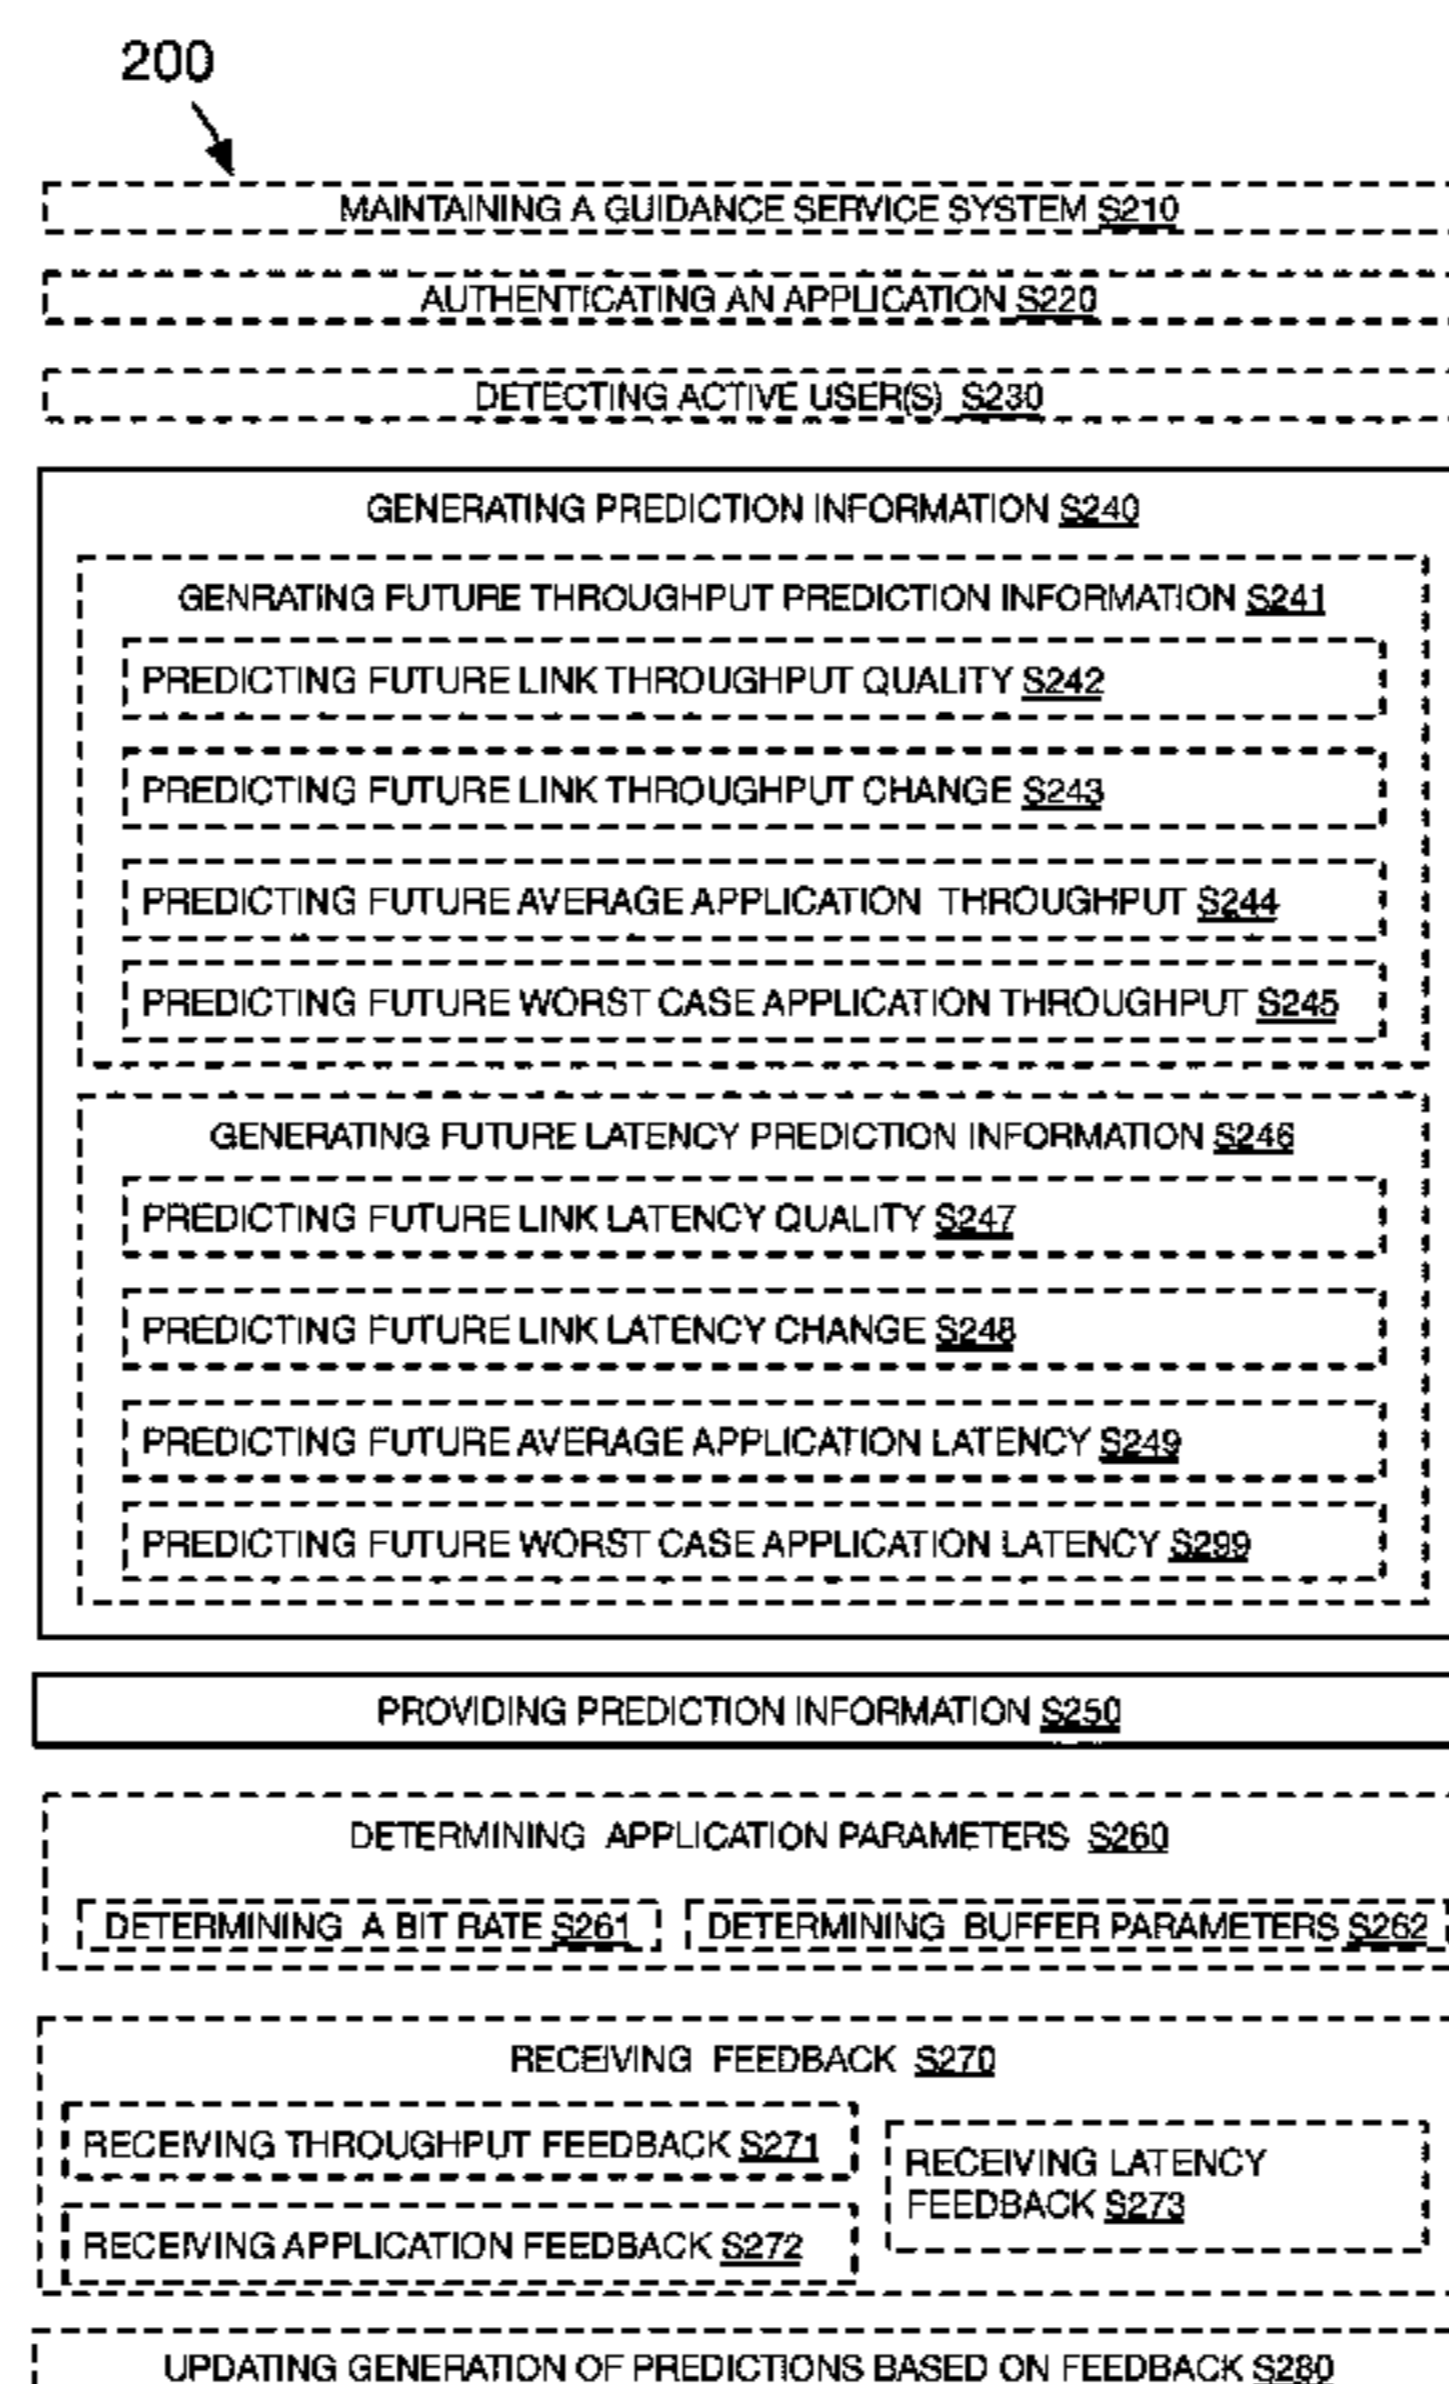 200
MAINTAINING A GUIDANCE SERVICE SYSTEM S210
AUTHENTICATING AN APPLICATION S220
DETECTING ACTIVE USER(S) S230
GENERATING PREDICTION INFORMATION S240
GENRATING FUTURE THROUGHPUT PREDICTION INFORMATION S241
PREDICTING FUTURE LINK THROUGHPUT QUALITY S242
PREDICTING FUTURE LINK THROUGHPUT CHANGE S243
PREDICTING FUTURE AVERAGE APPLICATION THROUGHPUT S244
PREDICTING FUTURE WORST CASE APPLICATION THROUGHPUT S245
GENERATING FUTURE LATENCY PREDICTION INFORMATION S246
PREDICTING FUTURE LINK LATENCY QUALITY S247
PREDICTING FUTURE LINK LATENCY CHANGE S248
PREDICTING FUTURE AVERAGE APPLICATION LATENCY S249
PREDICTING FUTURE WORST CASE APPLICATION LATENCY S299
PROVIDING PREDICTION INFORMATION S250
DETERMINING APPLICATION PARAMETERS S260
DETERMINING A BIT RATE S261
DETERMINING BUFFER PARAMETERS S262
RECEIVING FEEDBACK S270
RECEIVING THROUGHPUT FEEDBACK S271
RECEIVING APPLICATION FEEDBACK S272
RECEIVING LATENCY
FEEDBACK S273
UPDATING GENERATION OF PREDICTIONS BASED ON FEEDBACK S280